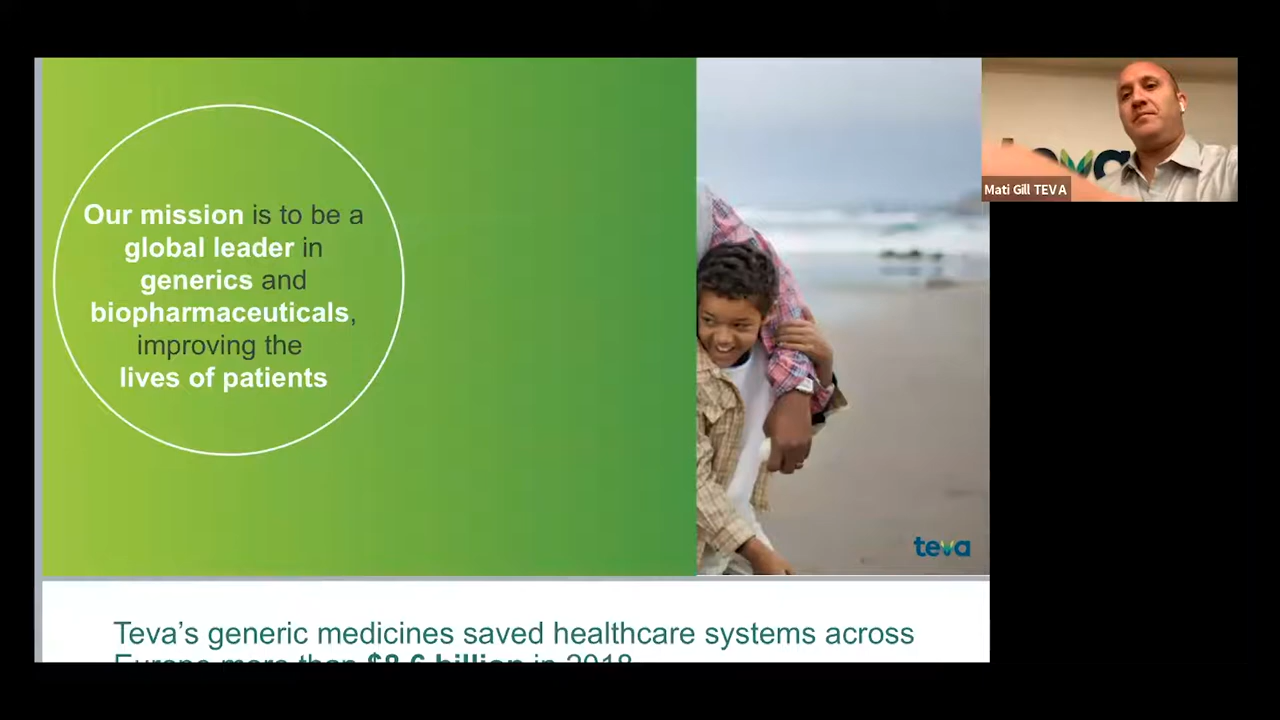 Our mission is to be a
global leader in
generics and
biopharmaceuticals,
improving the
lives of patients
teva
Mati Gill TEVA
teva
Teva's generic medicines saved healthcare systems across
Europe more than $8.6 billion in 2018